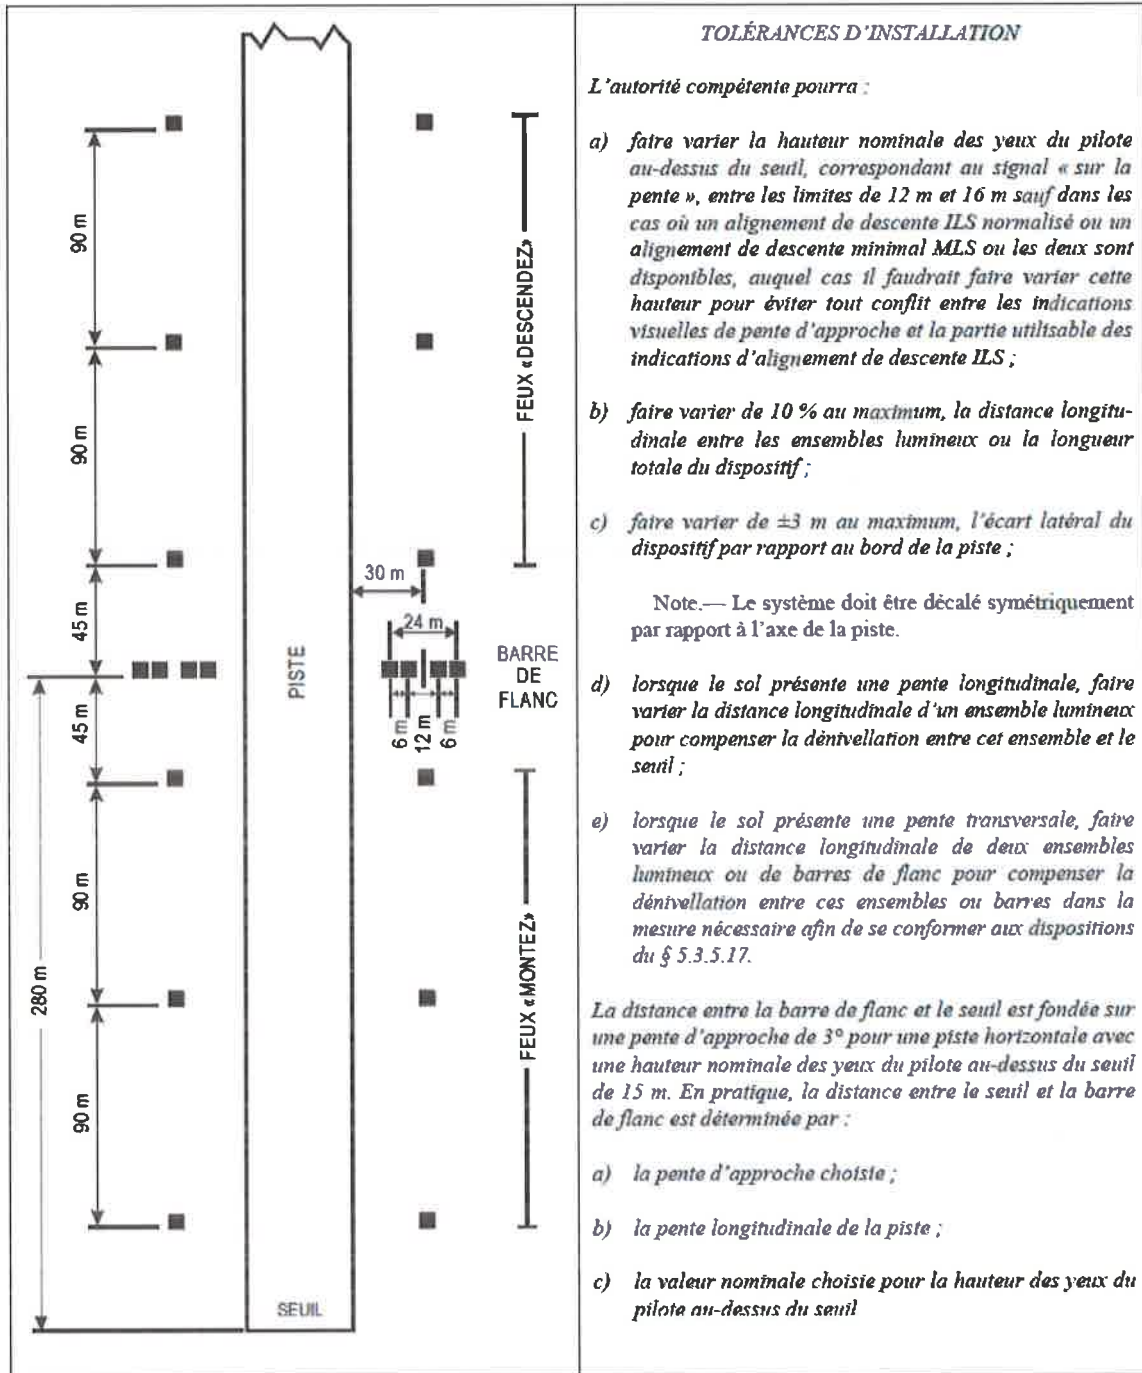 90 m
90 m
45 m
45 m
90 m
90 m
280 m
PISTE
SEUIL
30 m
24 m
6 m
12 m
6 m
FEUX «DESCENDEZ»
BARRE
DE
FLANC
FEUX «MONTEZ»
TOLÉRANCES D'INSTALLATION
L'autorité compétente pourra :
a) faire varier la hauteur nominale des yeux du pilote
au-dessus du seuil, correspondant au signal « sur la
pente », entre les limites de 12 m et 16 m sauf dans les
cas où un alignement de descente ILS normalisé ou un
alignement de descente minimal MLS ou les deux sont
disponibles, auquel cas il faudrait faire varier cette
hauteur pour éviter tout conflit entre les indications
visuelles de pente d'approche et la partie utilisable des
indications d'alignement de descente ILS ;
b) faire varier de 10 % au maximum, la distance longitu-
dinale entre les ensembles lumineux ou la longueur
totale du dispositif ;
c) faire varier de ±3 m au maximum, l'écart latéral du
dispositif par rapport au bord de la piste ;
Note.— Le système doit être décalé symétriquement
par rapport à l'axe de la piste.
d) lorsque le sol présente une pente longitudinale, faire
varier la distance longitudinale d'un ensemble lumineux
pour compenser la dénivellation entre cet ensemble et le
seuil ;
e) lorsque le sol présente une pente transversale, faire
varier la distance longitudinale de deux ensembles
lumineux ou de barres de flanc pour compenser la
dénivellation entre ces ensembles ou barres dans la
mesure nécessaire afin de se conformer aux dispositions
du § 5.3.5.17.
La distance entre la barre de flanc et le seuil est fondée sur
une pente d'approche de 3° pour une piste horizontale avec
une hauteur nominale des yeux du pilote au-dessus du seuil
de 15 m. En pratique, la distance entre le seuil et la barre
de flanc est déterminée par :
a) la pente d'approche choisie ;
b) la pente longitudinale de la piste ;
c) la valeur nominale choisie pour la hauteur des yeux du
pilote au-dessus du seuil